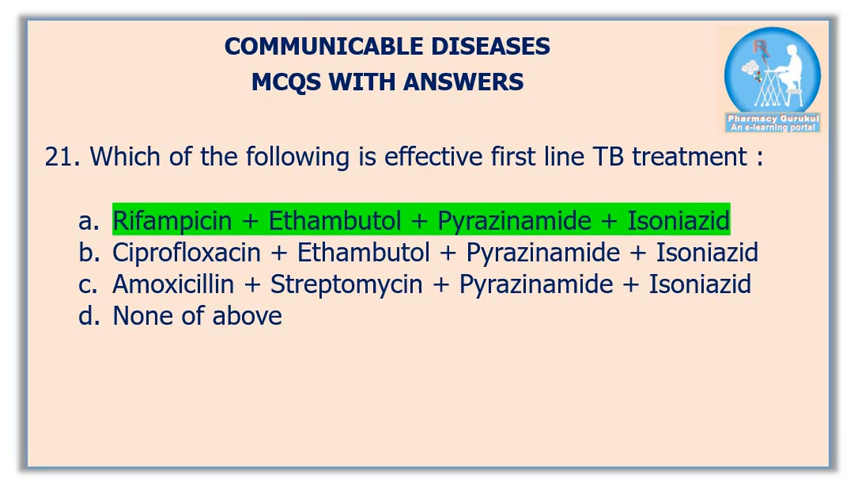 COMMUNICABLE DISEASES
MCQS WITH ANSWERS
Pharmacy Gurukul
An e-learning portal
21. Which of the following is effective first line TB treatment :
a. Rifampicin + Ethambutol + Pyrazinamide + Isoniazid
b. Ciprofloxacin + Ethambutol + Pyrazinamide + Isoniazid
c. Amoxicillin + Streptomycin + Pyrazinamide + Isoniazid
d. None of above